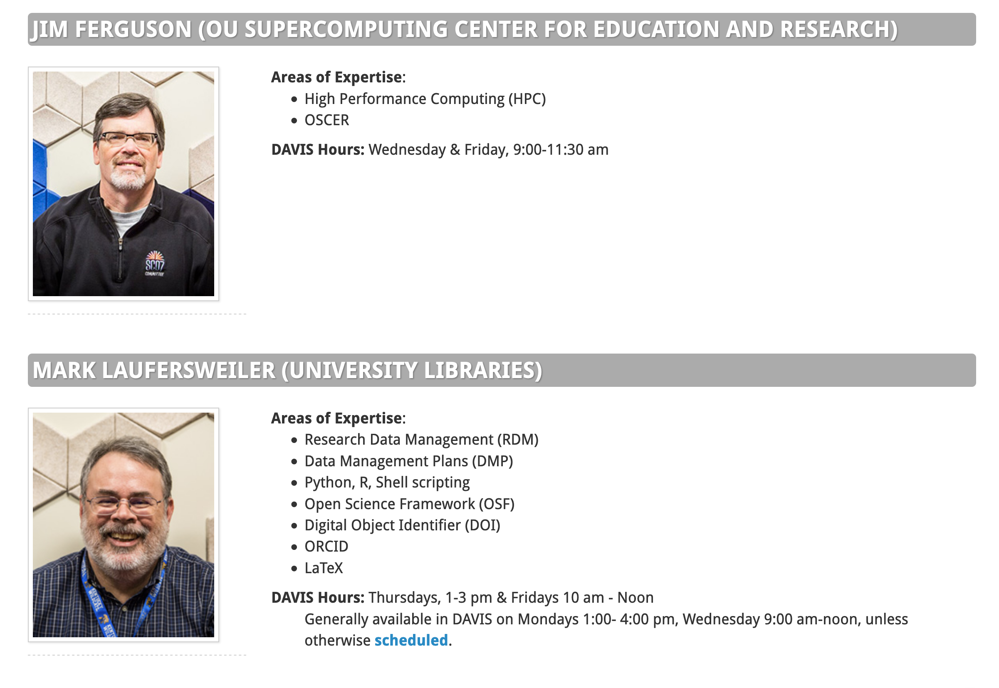 JIM FERGUSON (OU SUPERCOMPUTING CENTER FOR EDUCATION AND RESEARCH)
Areas of Expertise:
• High Performance Computing (HPC)
• OSCER
DAVIS Hours: Wednesday & Friday, 9:00-11:30 am
SC07
COMMITTEE
MARK LAUFERSWEILER (UNIVERSITY LIBRARIES)
Areas of Expertise:
• Research Data Management (RDM)
• Data Management Plans (DMP)
• Python, R, Shell scripting
• Open Science Framework (OSF)
• Digital Object Identifier (DOI)
• ORCID
• LaTeX
DAVIS Hours: Thursdays, 1-3 pm & Fridays 10 am - Noon
Generally available in DAVIS on Mondays 1:00- 4:00 pm, Wednesday 9:00 am-noon, unless
otherwise scheduled.
KENTUCKY